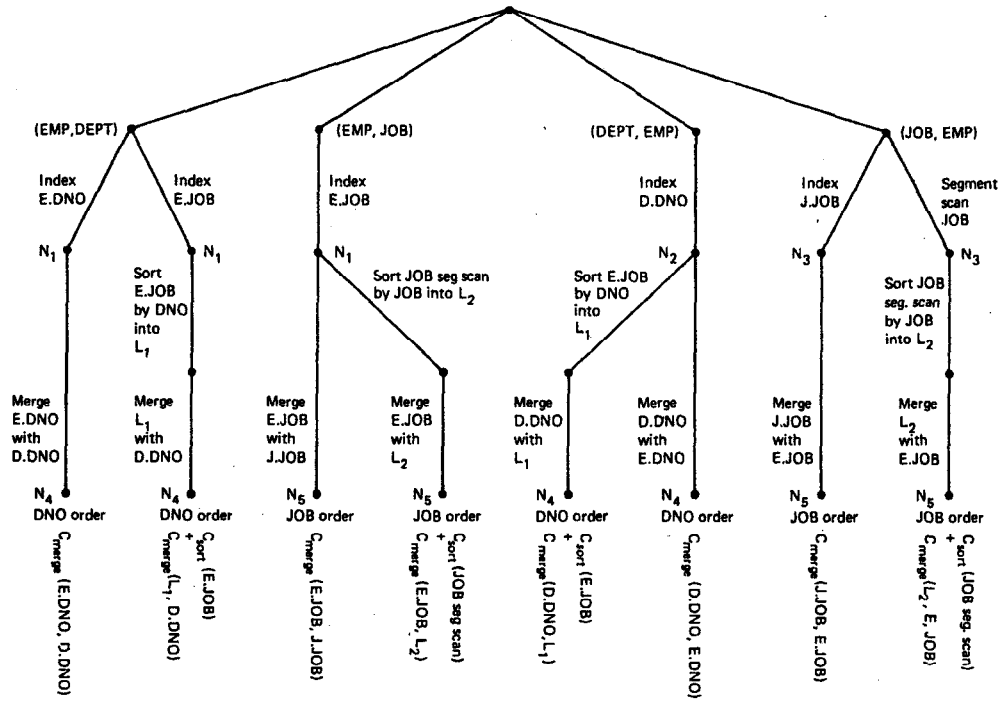 (EMP,DEPT)
(EMP, JOB)
(DEPT, EMP)
(JOB, EMP)
Index
E.DNO
Index
E.JOB
Index
E.JOB
Index
D.DNO
Index
J.JOB
Segment
scan
JOB
N1
N1
N1
N2
N3
N3
Sort
E.JOB
by DNO
into
L1
Sort JOB seg scan
by JOB into L2
Sort E.JOB
by DNO
into
L1
Sort JOB
seg. scan
by JOB
into L2
Merge
E.DNO
with
D.DNO
Merge
L1
with
D.DNO
Merge
E.JOB
with
J.JOB
Merge
E.JOB
with
L2
Merge
D.DNO
with
L1
Merge
D.DNO
with
E.DNO
Merge
J.JOB
with
E.JOB
Merge
L2
with
E.JOB
N4
DNO order
N4
DNO order
N5
JOB order
N5
JOB order
N4
DNO order
N4
DNO order
N5
JOB order
N5
JOB order
Cmerge (E.DNO, D.DNO)
Csort (E.JOB)
+
Cmerge(L1, D.DNO)
Cmerge (E.JOB, J.JOB)
Csort (JOB seg scan)
+
Cmerge (E.JOB, L2)
Csort (E.JOB)
+
Cmerge(D.DNO, L1)
Cmerge (D.DNO, E.DNO)
Cmerge (J.JOB, E.JOB)
Csort (JOB seg. scan)
+
Cmerge(L2, E, JOB)